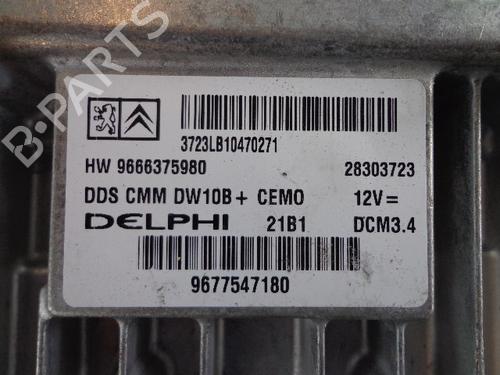 B-PARTS
3723LB10470271
HW 9666375980 28303723
DDS CMM DW10B + CEMO 12V =
DELPHI 21B1 DCM3.4
9677547180